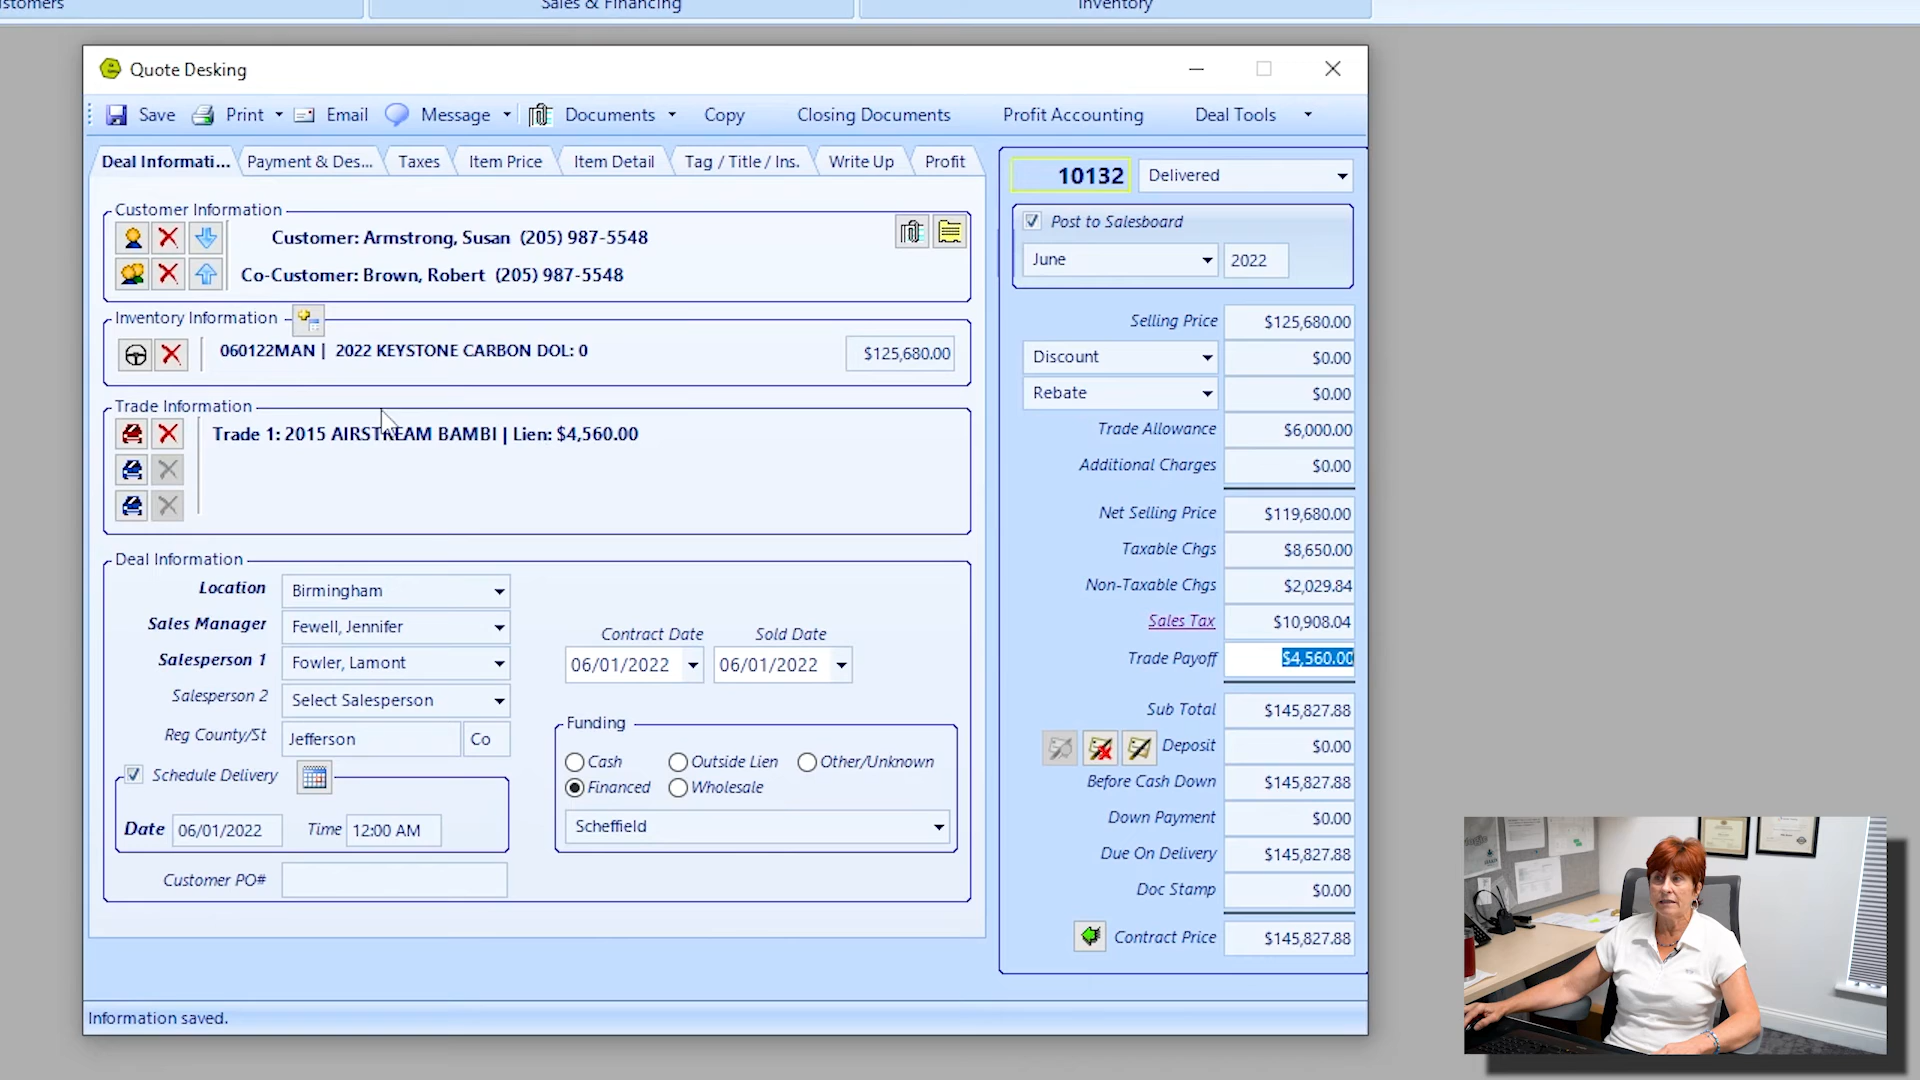 stomers
Sales & Financing
Inventory
Quote Desking
Save
Print
Email
Message
Documents
Copy
Closing Documents
Profit Accounting
Deal Tools
Deal Informati...
Payment & Des...
Taxes
Item Price
Item Detail
Tag / Title / Ins.
Write Up
Profit
10132
Delivered
Post to Salesboard
June
2022
Customer Information
Customer: Armstrong, Susan (205) 987-5548
Co-Customer: Brown, Robert (205) 987-5548
Inventory Information
060122MAN | 2022 KEYSTONE CARBON DOL: 0
$125,680.00
Trade Information
Trade 1: 2015 AIRSTREAM BAMBI | Lien: $4,560.00
Deal Information
Location
Birmingham
Sales Manager
Fewell, Jennifer
Salesperson 1
Fowler, Lamont
Salesperson 2
Select Salesperson
Reg County/St
Jefferson
Co
Schedule Delivery
Date
06/01/2022
Time
12:00 AM
Customer PO#
Contract Date
Sold Date
06/01/2022
06/01/2022
Funding
Cash
Outside Lien
Other/Unknown
Financed
Wholesale
Scheffield
Selling Price
$125,680.00
Discount
$0.00
Rebate
$0.00
Trade Allowance
$6,000.00
Additional Charges
$0.00
Net Selling Price
$119,680.00
Taxable Chgs
$8,650.00
Non-Taxable Chgs
$2,029.84
Sales Tax
$10,908.04
Trade Payoff
$4,560.00
Sub Total
$145,827.88
Deposit
$0.00
Before Cash Down
$145,827.88
Down Payment
$0.00
Due On Delivery
$145,827.88
Doc Stamp
$0.00
Contract Price
$145,827.88
Information saved.